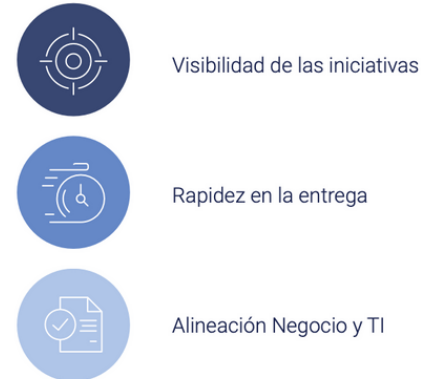 Visibilidad de las iniciativas
Rapidez en la entrega
Alineación Negocio y TI